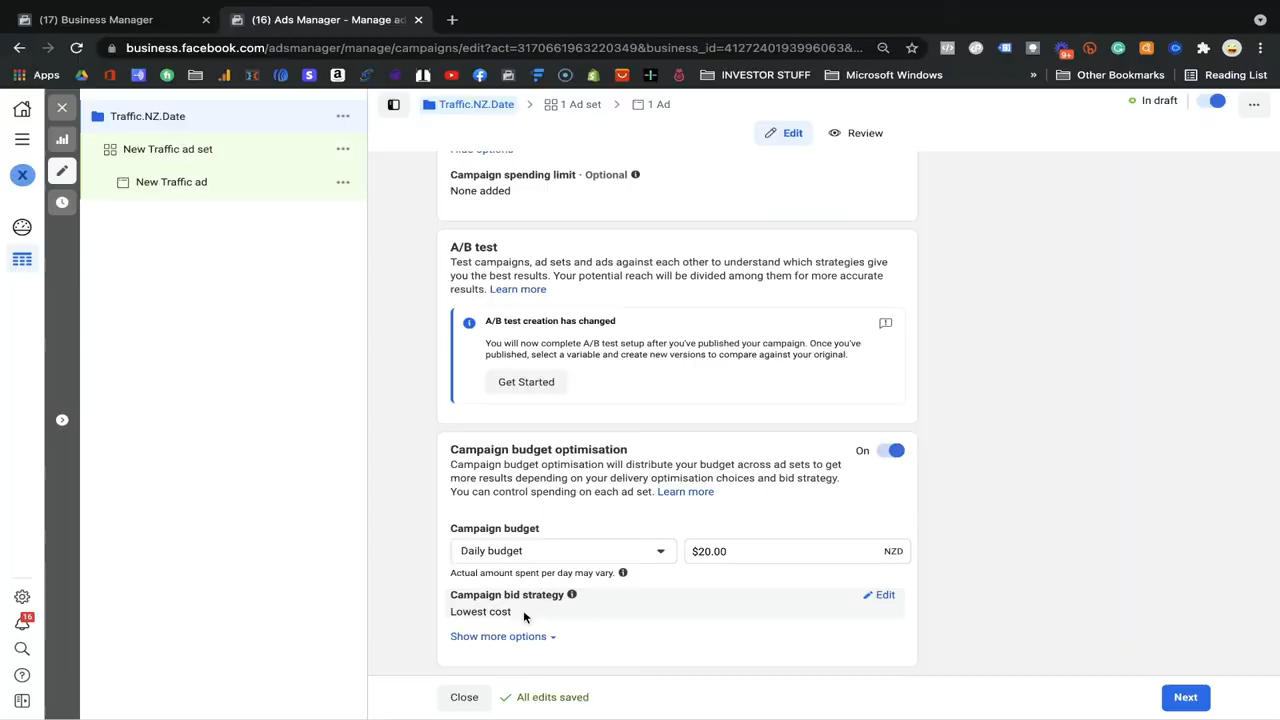 (17) Business Manager
(16) Ads Manager - Manage ad
business.facebook.com/adsmanager/manage/campaigns/edit?act=3170661963220349&business_id=4127240193996063&...
9+
Apps
INVESTOR STUFF
Microsoft Windows
»
Other Bookmarks
Reading List
Traffic.NZ.Date
New Traffic ad set
New Traffic ad
X
16
Traffic.NZ.Date
1 Ad set
1 Ad
In draft
Edit
Review
Hide options
Campaign spending limit · Optional
None added
A/B test
Test campaigns, ad sets and ads against each other to understand which strategies give
you the best results. Your potential reach will be divided among them for more accurate
results. Learn more
A/B test creation has changed
You will now complete A/B test setup after you've published your campaign. Once you've
published, select a variable and create new versions to compare against your original.
Get Started
Campaign budget optimisation
On
Campaign budget optimisation will distribute your budget across ad sets to get
more results depending on your delivery optimisation choices and bid strategy.
You can control spending on each ad set. Learn more
Campaign budget
Daily budget
$20.00
NZD
Actual amount spent per day may vary.
Campaign bid strategy
Edit
Lowest cost
Show more options
Close
All edits saved
Next